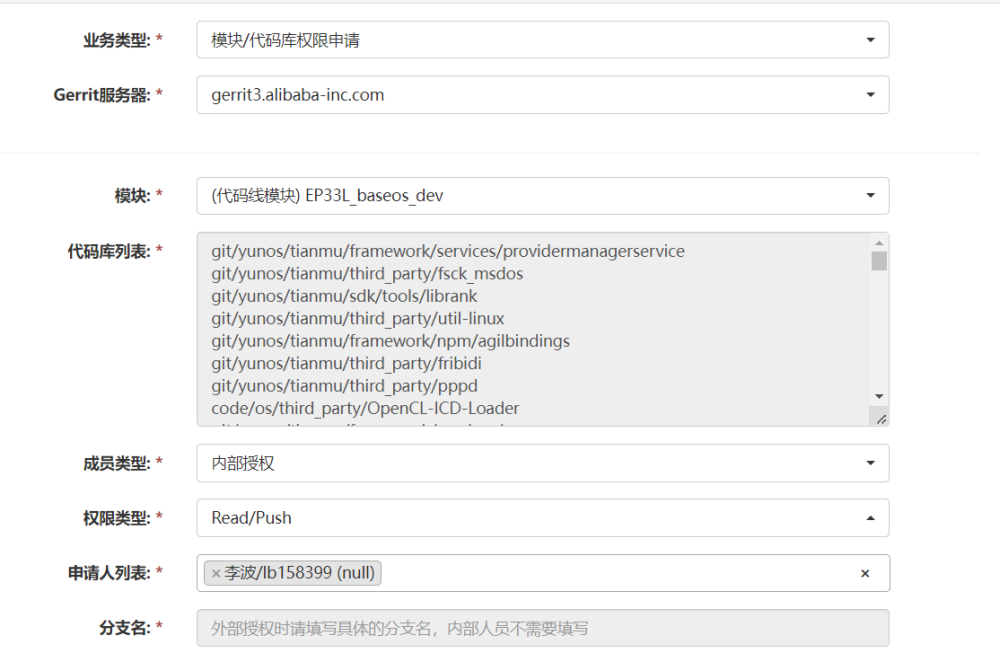 业务类型: * 模块/代码库权限申请
Gerrit服务器: * gerrit3.alibaba-inc.com
模块: * (代码线模块) EP33L_baseos_dev
代码库列表: * git/yunos/tianmu/framework/services/providermanagerservice
git/yunos/tianmu/third_party/fsck_msdos
git/yunos/tianmu/sdk/tools/librank
git/yunos/tianmu/third_party/util-linux
git/yunos/tianmu/framework/npm/agilbindings
git/yunos/tianmu/third_party/fribidi
git/yunos/tianmu/third_party/pppd
code/os/third_party/OpenCL-ICD-Loader
成员类型: * 内部授权
权限类型: * Read/Push
申请人列表: * × 李波/lb158399 (null) ×
分支名: * 外部授权时请填写具体的分支名，内部人员不需要填写